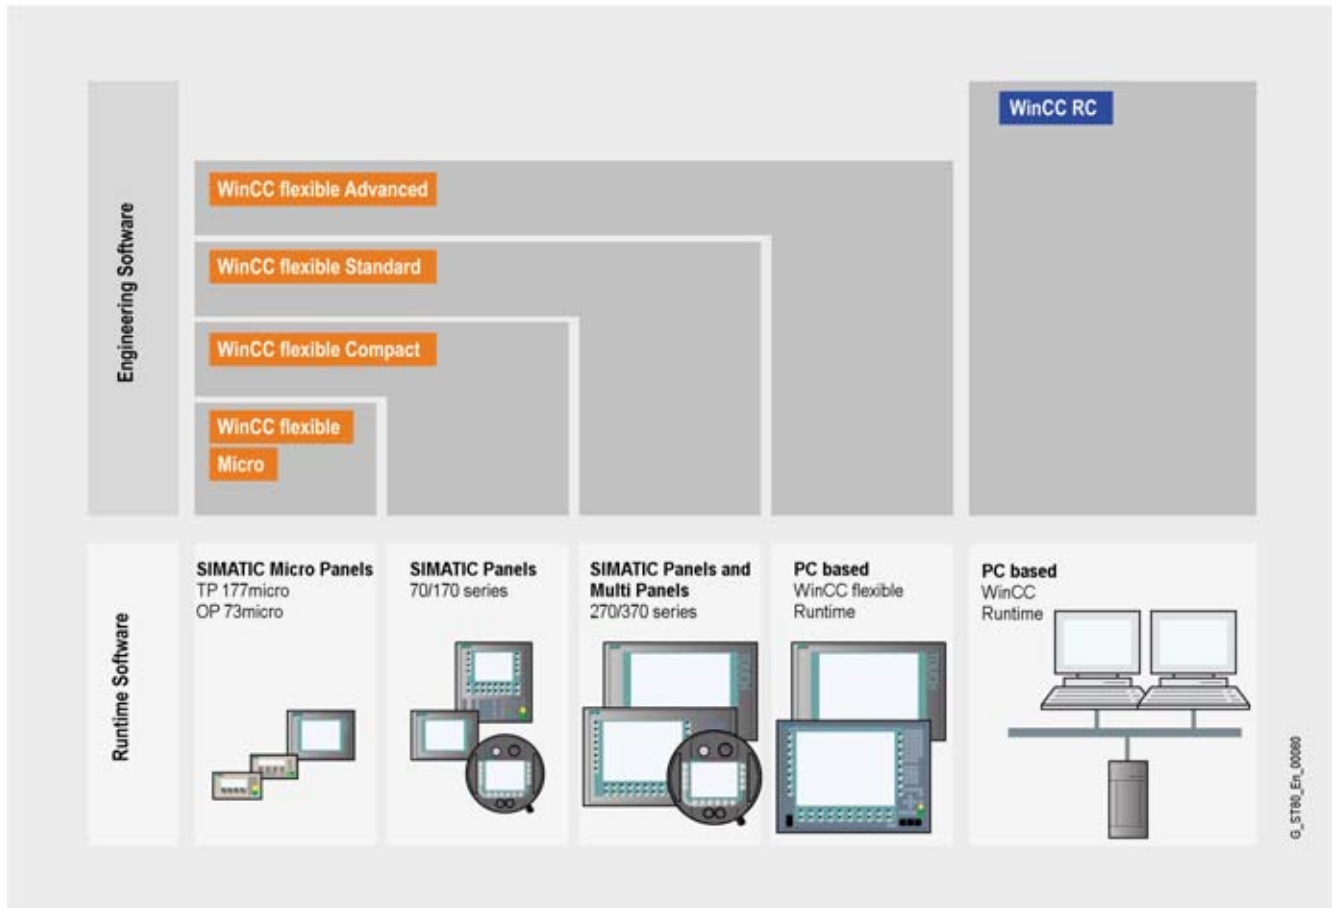 Engineering Software
WinCC RC
WinCC flexible Advanced
WinCC flexible Standard
WinCC flexible Compact
WinCC flexible
Micro
Runtime Software
SIMATIC Micro Panels
TP 177micro
OP 73micro
SIMATIC Panels
70/170 series
SIMATIC Panels and
Multi Panels
270/370 series
PC based
WinCC flexible
Runtime
PC based
WinCC
Runtime
G_ST80_En_00080